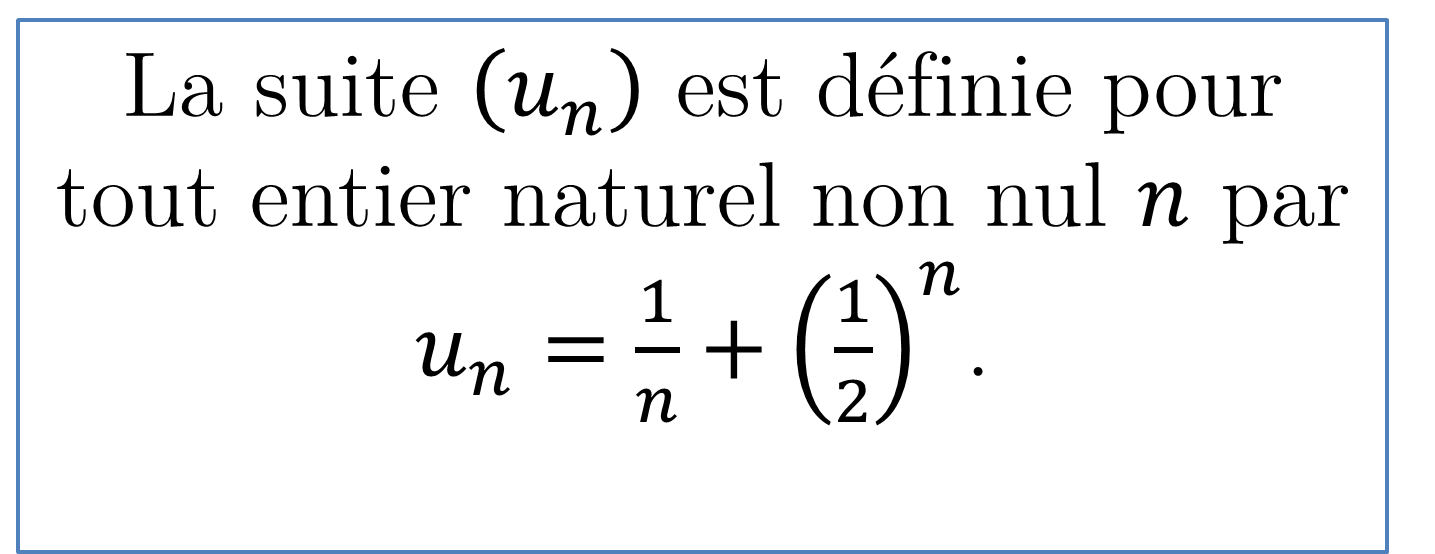 La suite (uₙ) est définie pour
tout entier naturel non nul n par
uₙ = 1/n + (1/2)ⁿ .